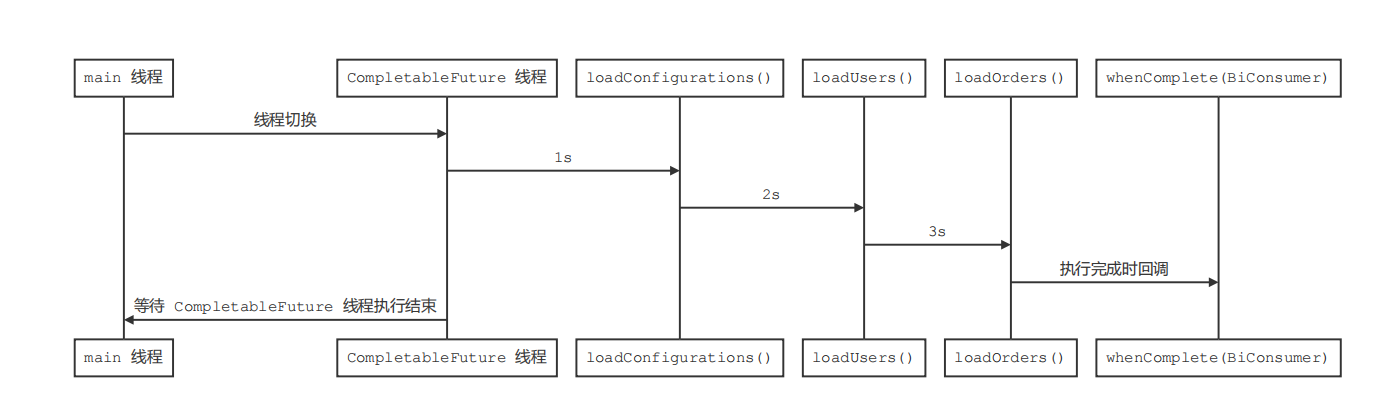 main 线程
CompletableFuture 线程
loadConfigurations()
loadUsers()
loadOrders()
whenComplete(BiConsumer)
线程切换
1s
2s
3s
执行完成时回调
等待 CompletableFuture 线程执行结束
main 线程
CompletableFuture 线程
loadConfigurations()
loadUsers()
loadOrders()
whenComplete(BiConsumer)